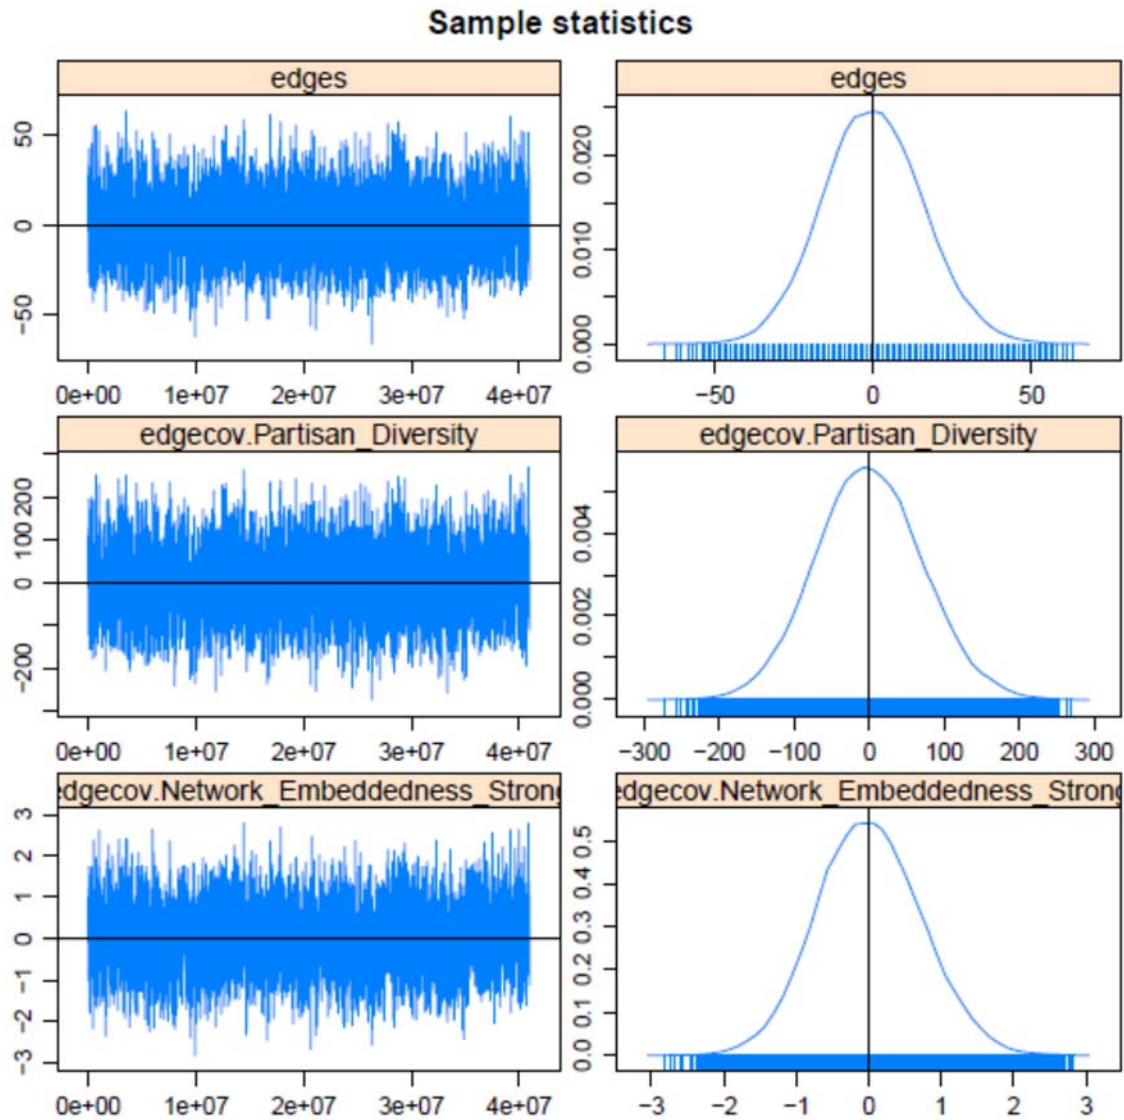 Sample statistics
edges
edges
50
0
−50
0.020
0.010
0.000
0e+00 1e+07 2e+07 3e+07 4e+07
−50 0 50
edgecov.Partisan_Diversity
edgecov.Partisan_Diversity
200
100
0
−200
0.004
0.002
0.000
0e+00 1e+07 2e+07 3e+07 4e+07
−300 −200 −100 0 100 200 300
edgecov.Network_Embeddedness_Strong
edgecov.Network_Embeddedness_Strong
3
2
1
0
−1
−2
−3
0.5
0.4
0.3
0.2
0.1
0.0
0e+00 1e+07 2e+07 3e+07 4e+07
−3 −2 −1 0 1 2 3